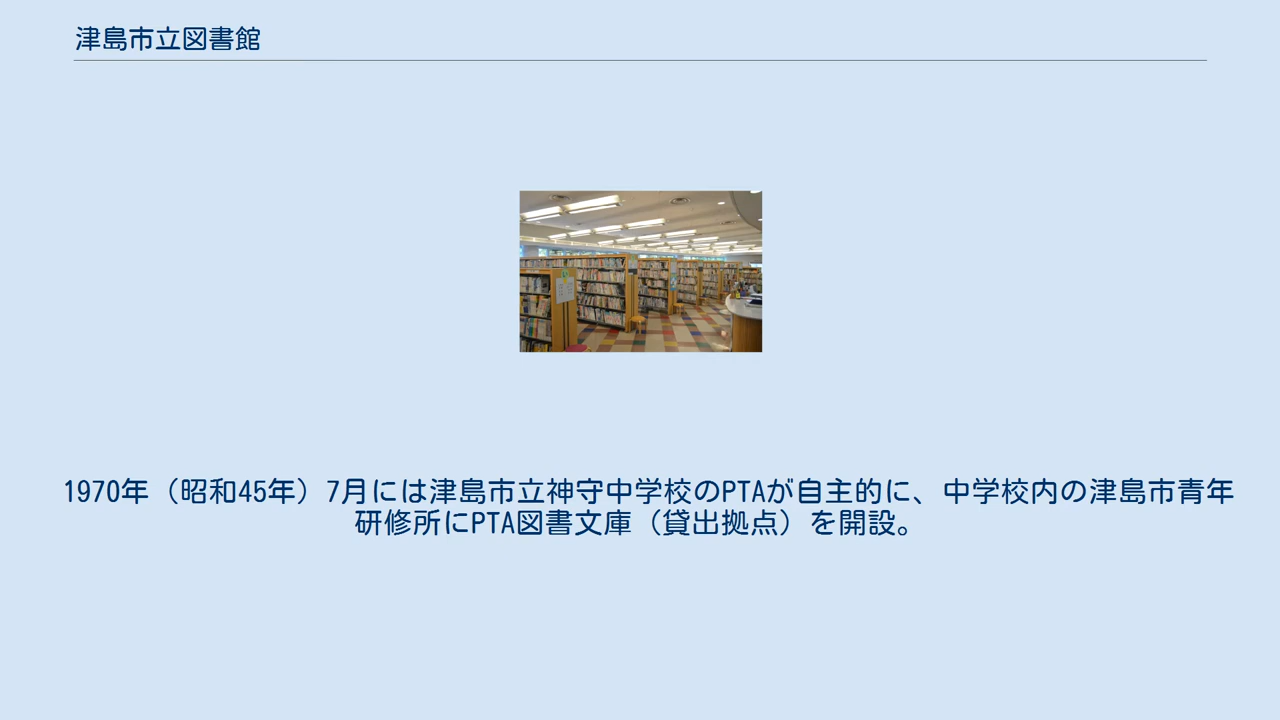 津島市立図書館
1970年（昭和45年）7月には津島市立神守中学校のPTAが自主的に、中学校内の津島市青年
研修所にPTA図書文庫（貸出拠点）を開設。